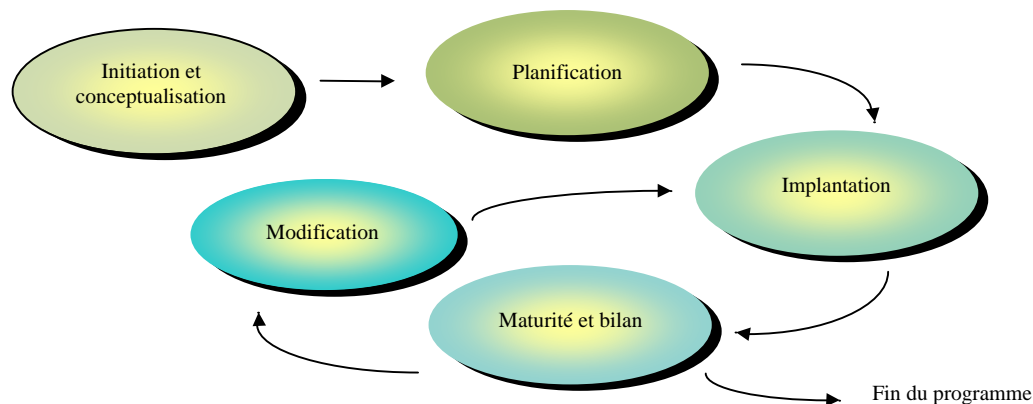 Initiation et
conceptualisation
Planification
Implantation
Modification
Maturité et bilan
Fin du programme